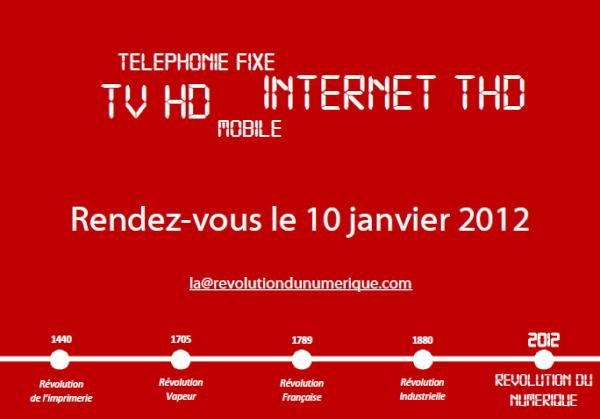 TELEPHONIE FIXE
TV HD
INTERNET THD
MOBILE
Rendez-vous le 10 janvier 2012
la@revolutiondunumerique.com
1440
Révolution
de l'imprimerie
1705
Révolution
Vapeur
1789
Révolution
Française
1880
Révolution
Industrielle
2012
REVOLUTION DU
NUMERIQUE